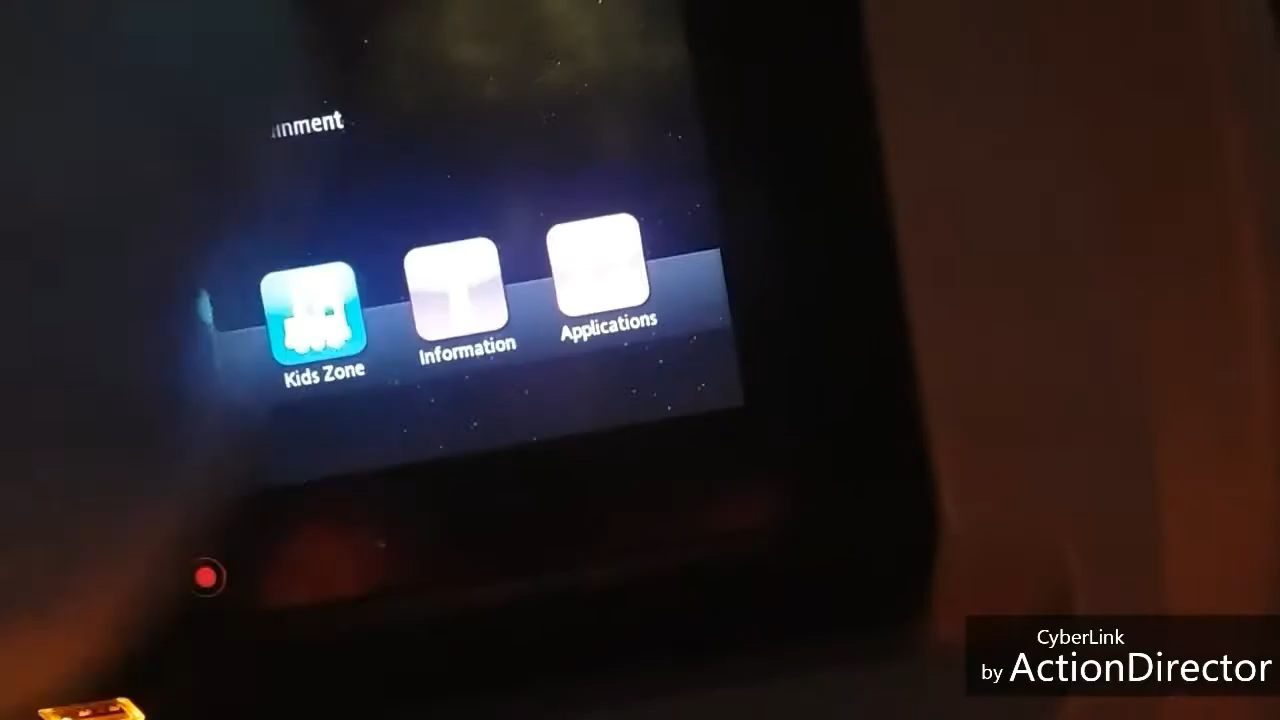 inment
Kids Zone
Information
Applications
CyberLink
by ActionDirector